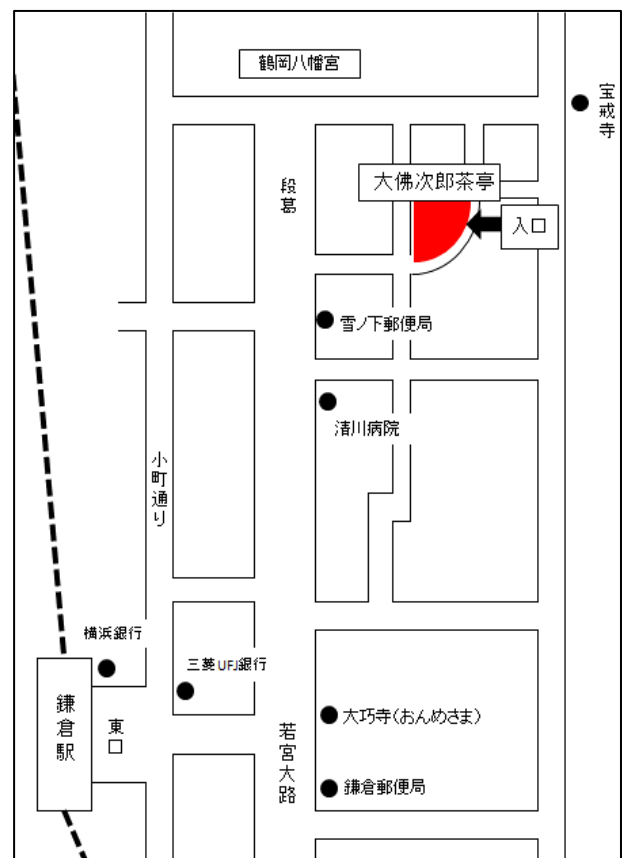 鶴岡八幡宮
宝戒寺
大佛次郎茶亭
段葛
入口
雪ノ下郵便局
清川病院
小町通り
横浜銀行
三菱UFJ銀行
鎌倉駅
東口
若宮大路
大巧寺(おんめさま)
鎌倉郵便局